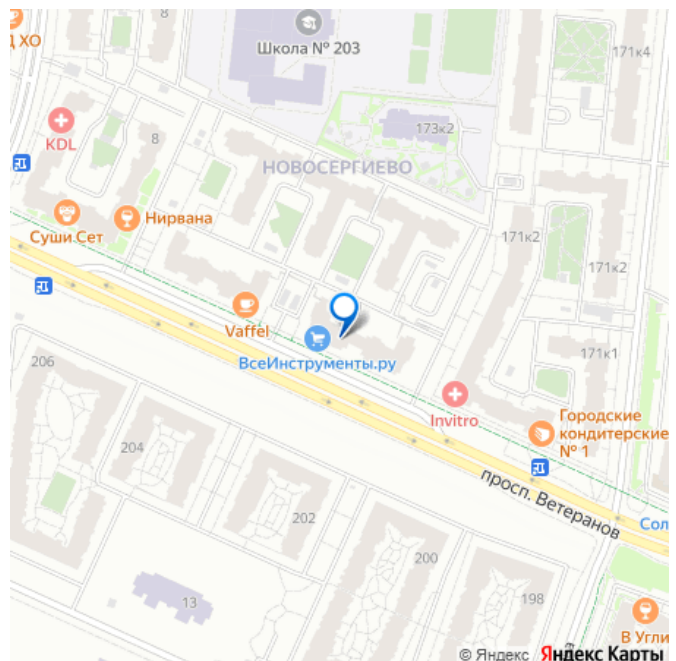 Д ХО
8
Школа № 203
171к4
KDL
8
173к2
НОВОСЕРГИЕВО
Нирвана
Суши Сет
171к2
171к2
Vaffel
ВсеИнструменты.ру
206
171к1
Invitro
Городские
кондитерские
№ 1
204
просп. Ветеранов
202
Сол
200
198
13
В Угли
© Яндекс Яндекс Карты